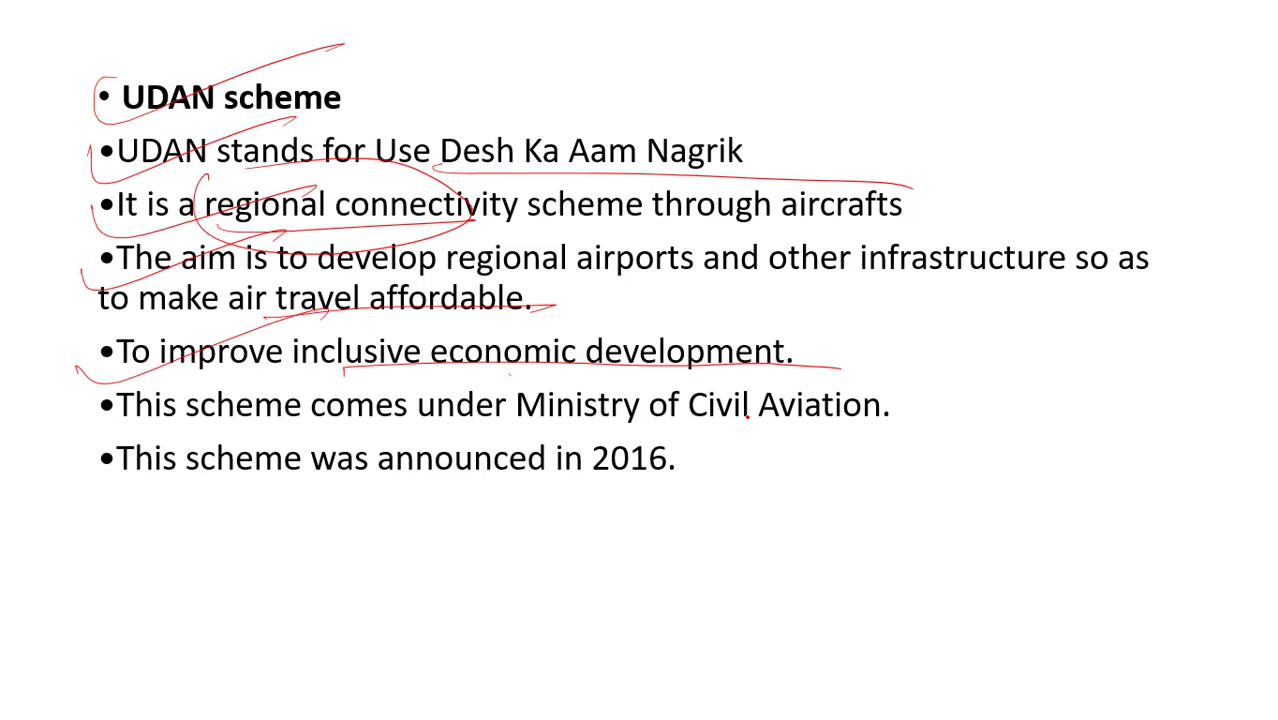 • UDAN scheme
•UDAN stands for Use Desh Ka Aam Nagrik
•It is a regional connectivity scheme through aircrafts
•The aim is to develop regional airports and other infrastructure so as
to make air travel affordable.
•To improve inclusive economic development.
•This scheme comes under Ministry of Civil Aviation.
•This scheme was announced in 2016.